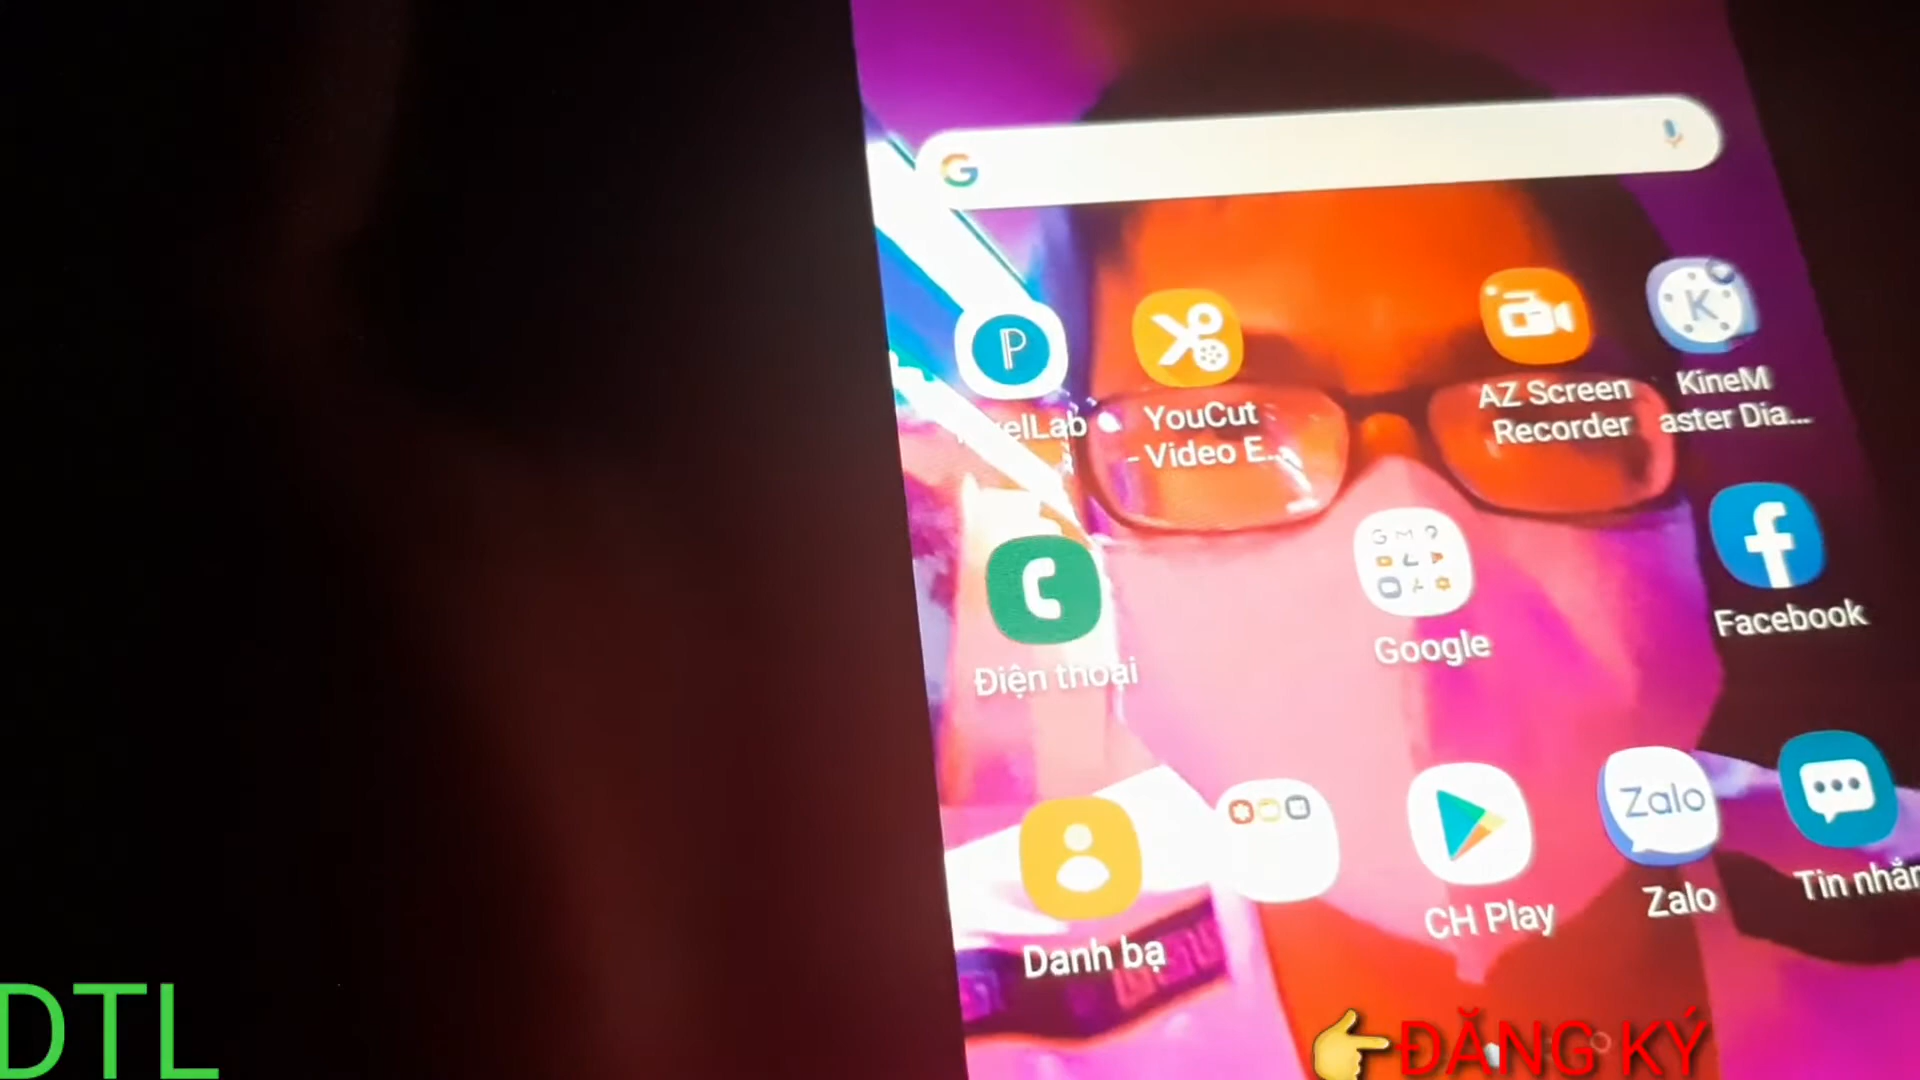 PixelLab
YouCut
- Video E...
AZ Screen
Recorder
KineM
aster Dia...
Điện thoại
Google
Facebook
Danh bạ
CH Play
Zalo
Zalo
Tin nhắn
DTL
👉ĐĂNG KÝ